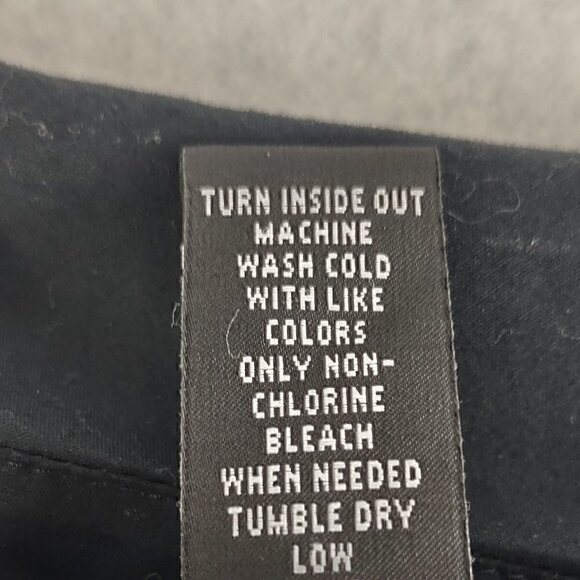 TURN INSIDE OUT
MACHINE
WASH COLD
WITH LIKE
COLORS
ONLY NON-
CHLORINE
BLEACH
WHEN NEEDED
TUMBLE DRY
LOW